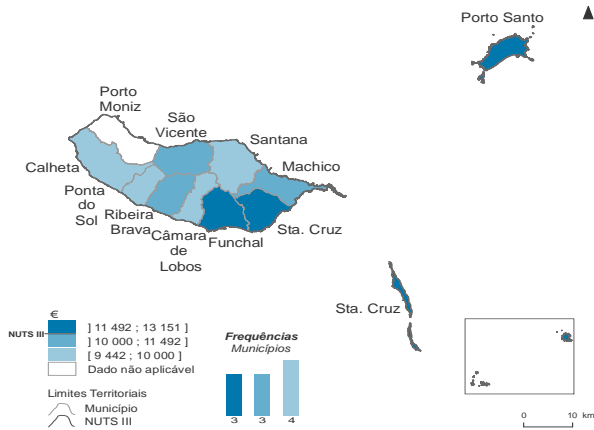 Porto Santo
Porto
Moniz
São
Vicente
Santana
Machico
Calheta
Ponta
do
Sol
Ribeira
Brava
Câmara
de
Lobos
Funchal
Sta. Cruz
Sta. Cruz
€
NUTS III
] 11 492 ; 13 151 ]
] 10 000 ; 11 492 ]
[ 9 442 ; 10 000 ]
Dado não aplicável
Limites Territoriais
Município
NUTS III
Frequências
Municípios
3 3 4
0 10 km